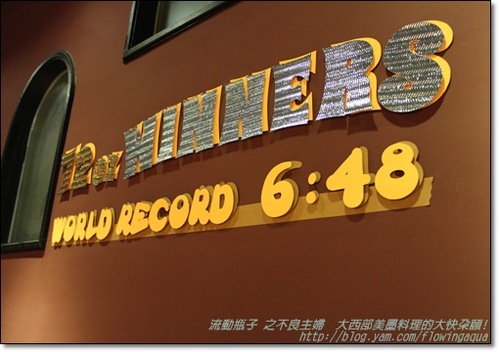 72oz WINNERS
WORLD RECORD 6:48
流動瓶子 之不良主婦 大西部美墨料理的大快朵頤!
http://blog.yam.com/flowingaqua